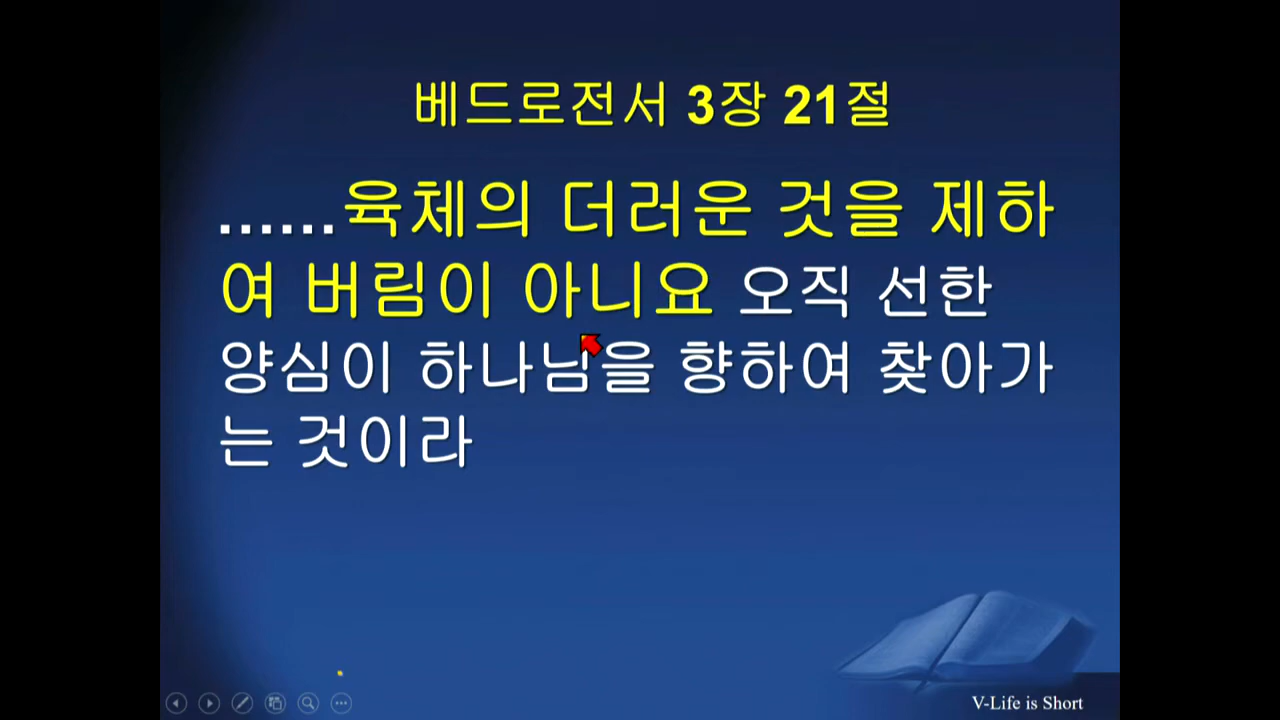 베드로전서 3장 21절
......육체의 더러운 것을 제하
여 버림이 아니요 오직 선한
양심이 하나님을 향하여 찾아가
는 것이라
V-Life is Short